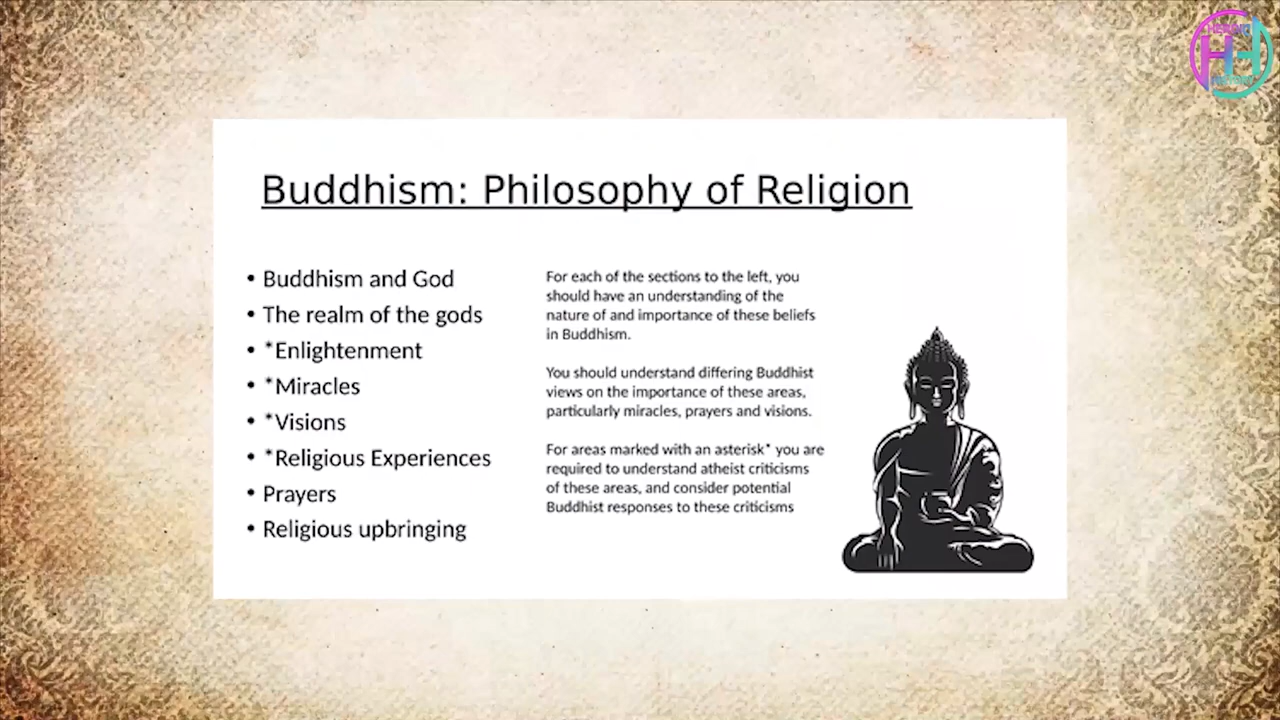 Buddhism: Philosophy of Religion
• Buddhism and God
• The realm of the gods
• *Enlightenment
• *Miracles
• *Visions
• *Religious Experiences
• Prayers
• Religious upbringing
For each of the sections to the left, you
should have an understanding of the
nature of and importance of these beliefs
in Buddhism.
You should understand differing Buddhist
views on the importance of these areas,
particularly miracles, prayers and visions.
For areas marked with an asterisk* you are
required to understand atheist criticisms
of these areas, and consider potential
Buddhist responses to these criticisms